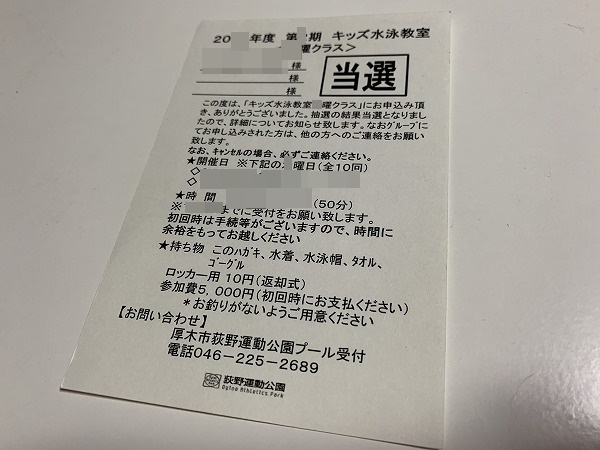 20 年度 第 期 キッズ水泳教室
曜クラス＞
様
様
様
当選
この度は、「キッズ水泳教室 曜クラス」にお申込み頂
き、ありがとうございました。抽選の結果当選となりまし
たので、詳細についてお知らせ致します。なおグループに
てお申し込みされた方は、他の方へのご連絡をお願い
致します。
なお、キャンセルの場合、必ずご連絡ください。
★開催日 ※下記の 曜日（全10回）
◇
◇
★時 間 （50分）
※ までに受付をお願い致します。
初回時は手続等がございますので、時間に
余裕をもってお越しください
★持ち物 このハガキ、水着、水泳帽、タオル、
ゴーグル
ロッカー用 10円（返却式）
参加費5，000円（初回時にお支払ください）
＊お釣りがないようご用意ください
【お問い合わせ】
厚木市荻野運動公園プール受付
電話046－225－2689
荻野運動公園
Ogino Athletics Park